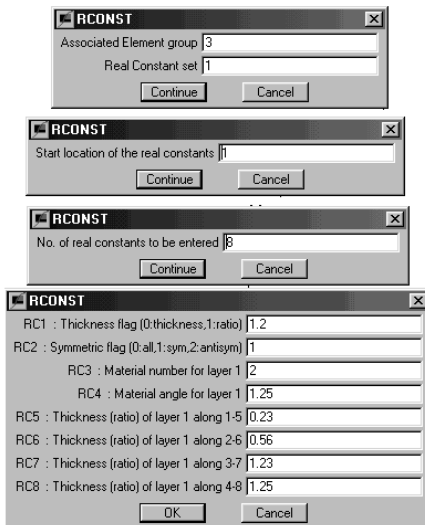 RCONST
Associated Element group 3
Real Constant set 1
Continue Cancel
RCONST
Start location of the real constants 1
Continue Cancel
RCONST
No. of real constants to be entered 8
Continue Cancel
RCONST
RC1 : Thickness flag (0:thickness,1:ratio) 1.2
RC2 : Symmetric flag (0:all,1:sym,2:antisym) 1
RC3 : Material number for layer 1 2
RC4 : Material angle for layer 1 1.25
RC5 : Thickness (ratio) of layer 1 along 1-5 0.23
RC6 : Thickness (ratio) of layer 1 along 2-6 0.56
RC7 : Thickness (ratio) of layer 1 along 3-7 1.23
RC8 : Thickness (ratio) of layer 1 along 4-8 1.25
OK Cancel